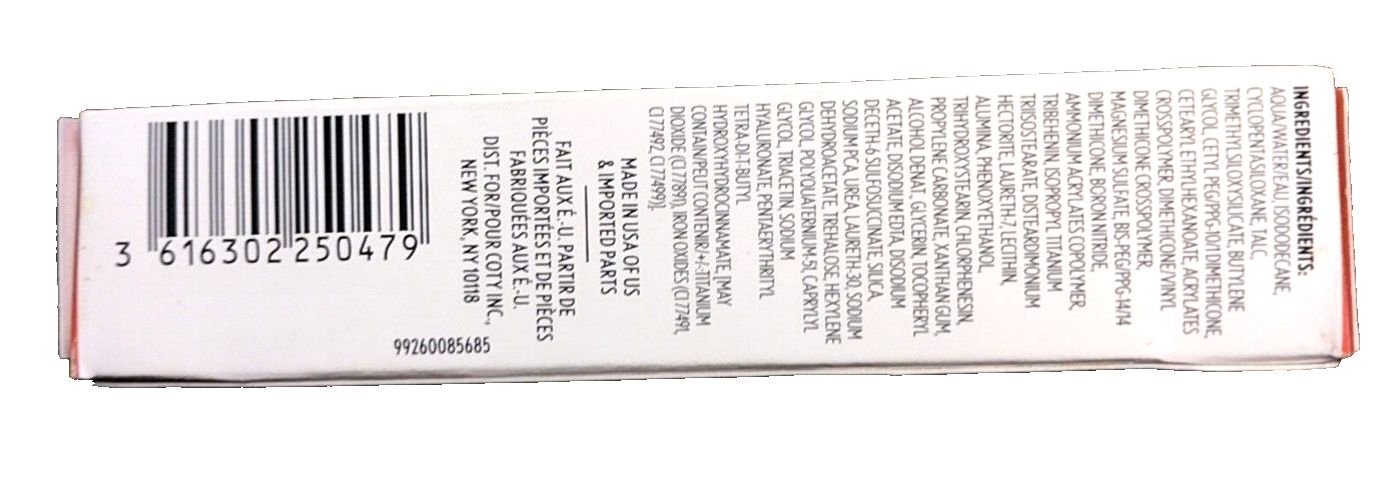 INGREDIENTS/INGRÉDIENTS:
AQUA/WATER/EAU, ISODODECANE,
CYCLOPENTASILOXANE, TALC,
TRIMETHYLSILOXYSILICATE, BUTYLENE
GLYCOL, CETYL PEG/PPG-10/1 DIMETHICONE,
CETEARYL ETHYLHEXANOATE, ACRYLATES
CROSSPOLYMER, DIMETHICONE/VINYL
DIMETHICONE CROSSPOLYMER,
MAGNESIUM SULFATE, BIS-PEG/PPG-14/14
DIMETHICONE, BORON NITRIDE,
AMMONIUM ACRYLATES COPOLYMER,
TRIBEHENIN, ISOPROPYL TITANIUM
TRIISOSTEARATE, DISTEARDIMONIUM
HECTORITE, LAURETH-7, LECITHIN,
ALUMINA, PHENOXYETHANOL,
TRIHYDROXYSTEARIN, CHLORPHENESIN,
PROPYLENE CARBONATE, XANTHAN GUM,
ALCOHOL DENAT., GLYCERIN, TOCOPHERYL
ACETATE, DISODIUM EDTA, DISODIUM
DECETH-6 SULFOSUCCINATE, SILICA,
SODIUM PCA, UREA, LAURETH-30, SODIUM
DEHYDROACETATE, TREHALOSE, HEXYLENE
GLYCOL, POLYQUATERNIUM-51, CAPRYLYL
GLYCOL, TRIACETIN, SODIUM
HYALURONATE, PENTAERYTHRITYL
TETRA-DI-T-BUTYL
HYDROXYHYDROCINNAMATE, [MAY
CONTAIN/PEUT CONTENIR/+/-:TITANIUM
DIOXIDE (CI 77891), IRON OXIDES (CI 77491,
CI 77492, CI 77499)].
MADE IN USA OF US
& IMPORTED PARTS
FAIT AUX É.-U. PARTIR DE
PIÈCES IMPORTÉES ET DE PIÈCES
FABRIQUÉES AUX É.-U.
DIST. FOR/POUR COTY INC.,
NEW YORK, NY 10118
99260085685
3 616302 250479